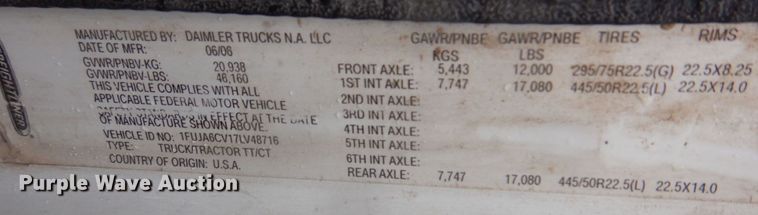 MANUFACTURED BY: DAIMLER TRUCKS N.A. LLC
DATE OF MFR: 06/06
GVWR/PNBV-KG: 20,938
GVWR/PNBV-LBS: 46,160
THIS VEHICLE COMPLIES WITH ALL
APPLICABLE FEDERAL MOTOR VEHICLE
IN EFFECT AT THE DATE
OF MANUFACTURE SHOWN ABOVE.
VEHICLE ID NO: 1FUJA6CV17LV48716
TYPE: TRUCK/TRACTOR TT/CT
COUNTRY OF ORIGIN: U.S.A.
GAWR/PNBE GAWR/PNBE TIRES RIMS
KGS LBS
FRONT AXLE: 5,443 12,000 295/75R22.5(G) 22.5X8.25
1ST INT AXLE: 7,747 17,080 445/50R22.5(L) 22.5X14.0
2ND INT AXLE:
3RD INT AXLE:
4TH INT AXLE:
5TH INT AXLE:
6TH INT AXLE:
REAR AXLE: 7,747 17,080 445/50R22.5(L) 22.5X14.0
Purple Wave Auction